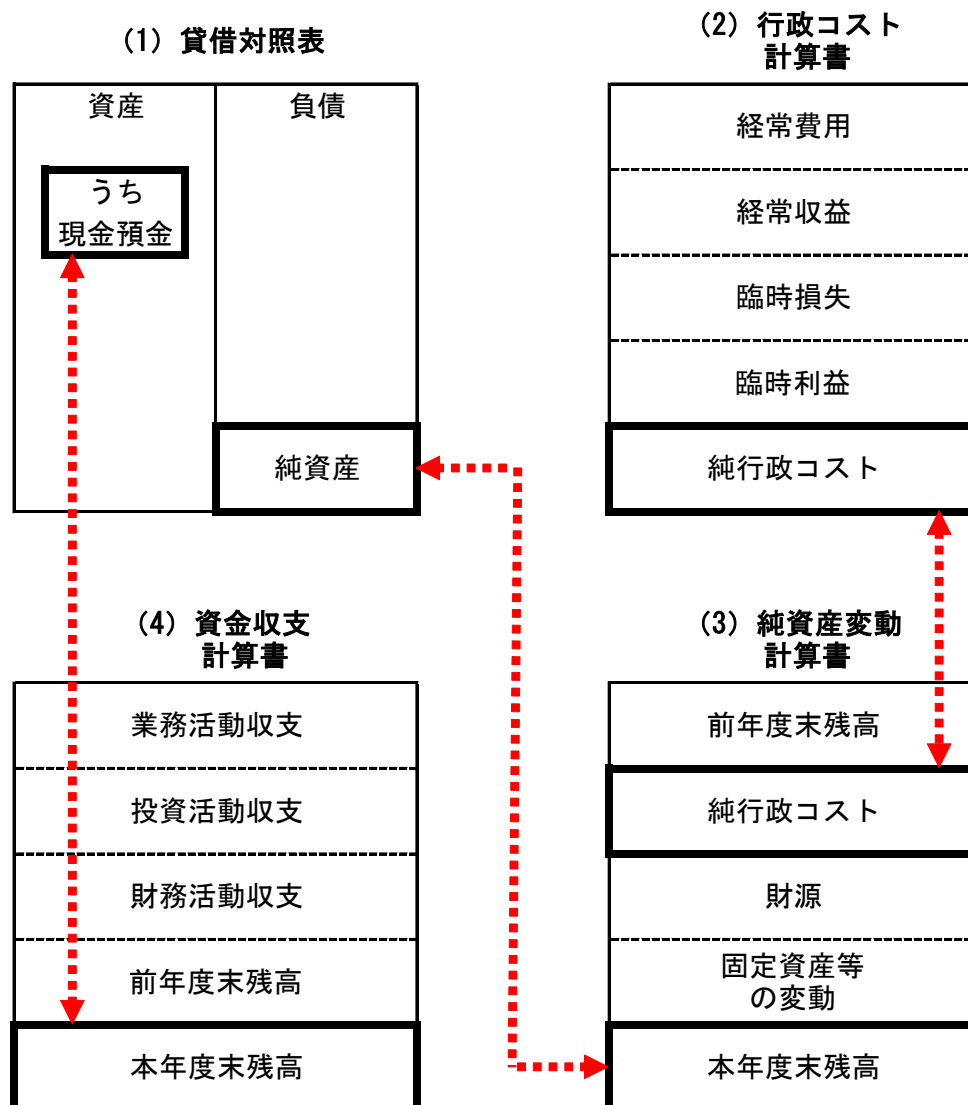 (1) 貸借対照表
資産
負債
うち
現金預金
純資産
(2) 行政コスト
計算書
経常費用
経常収益
臨時損失
臨時利益
純行政コスト
(4) 資金収支
計算書
業務活動収支
投資活動収支
財務活動収支
前年度末残高
本年度末残高
(3) 純資産変動
計算書
前年度末残高
純行政コスト
財源
固定資産等
の変動
本年度末残高